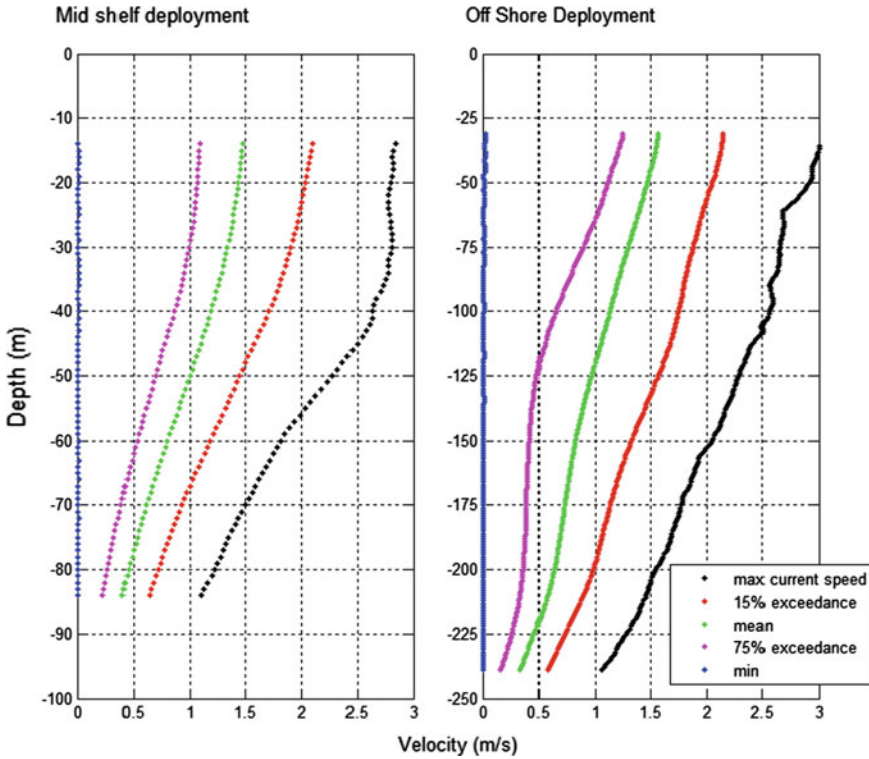 Mid shelf deployment
Off Shore Deployment
0
-10
-20
-30
-40
-50
-60
-70
-80
-90
-100
0
-25
-50
-75
-100
-125
-150
-175
-200
-225
-250
Depth (m)
max current speed
15% exceedance
mean
75% exceedance
min
0 0.5 1 1.5 2 2.5 3
0 0.5 1 1.5 2 2.5 3
Velocity (m/s)